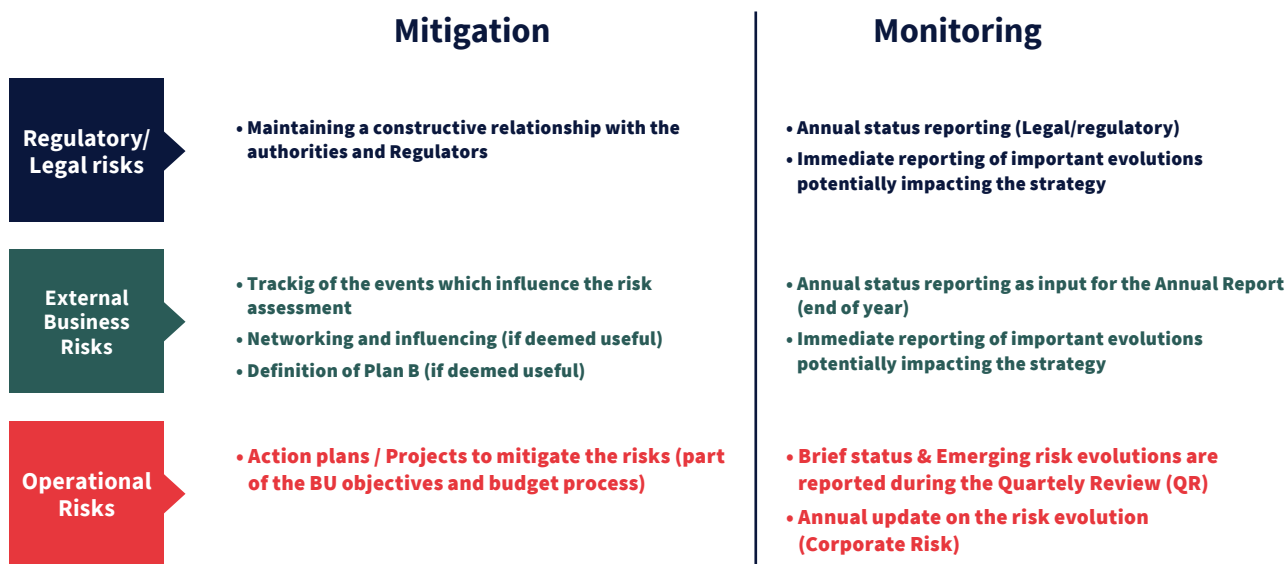 Mitigation
Monitoring
Regulatory/
Legal risks
• Maintaining a constructive relationship with the
authorities and Regulators
• Annual status reporting (Legal/regulatory)
• Immediate reporting of important evolutions
potentially impacting the strategy
External
Business
Risks
• Trackig of the events which influence the risk
assessment
• Networking and influencing (if deemed useful)
• Definition of Plan B (if deemed useful)
• Annual status reporting as input for the Annual Report
(end of year)
• Immediate reporting of important evolutions
potentially impacting the strategy
Operational
Risks
• Action plans / Projects to mitigate the risks (part
of the BU objectives and budget process)
• Brief status & Emerging risk evolutions are
reported during the Quartely Review (QR)
• Annual update on the risk evolution
(Corporate Risk)